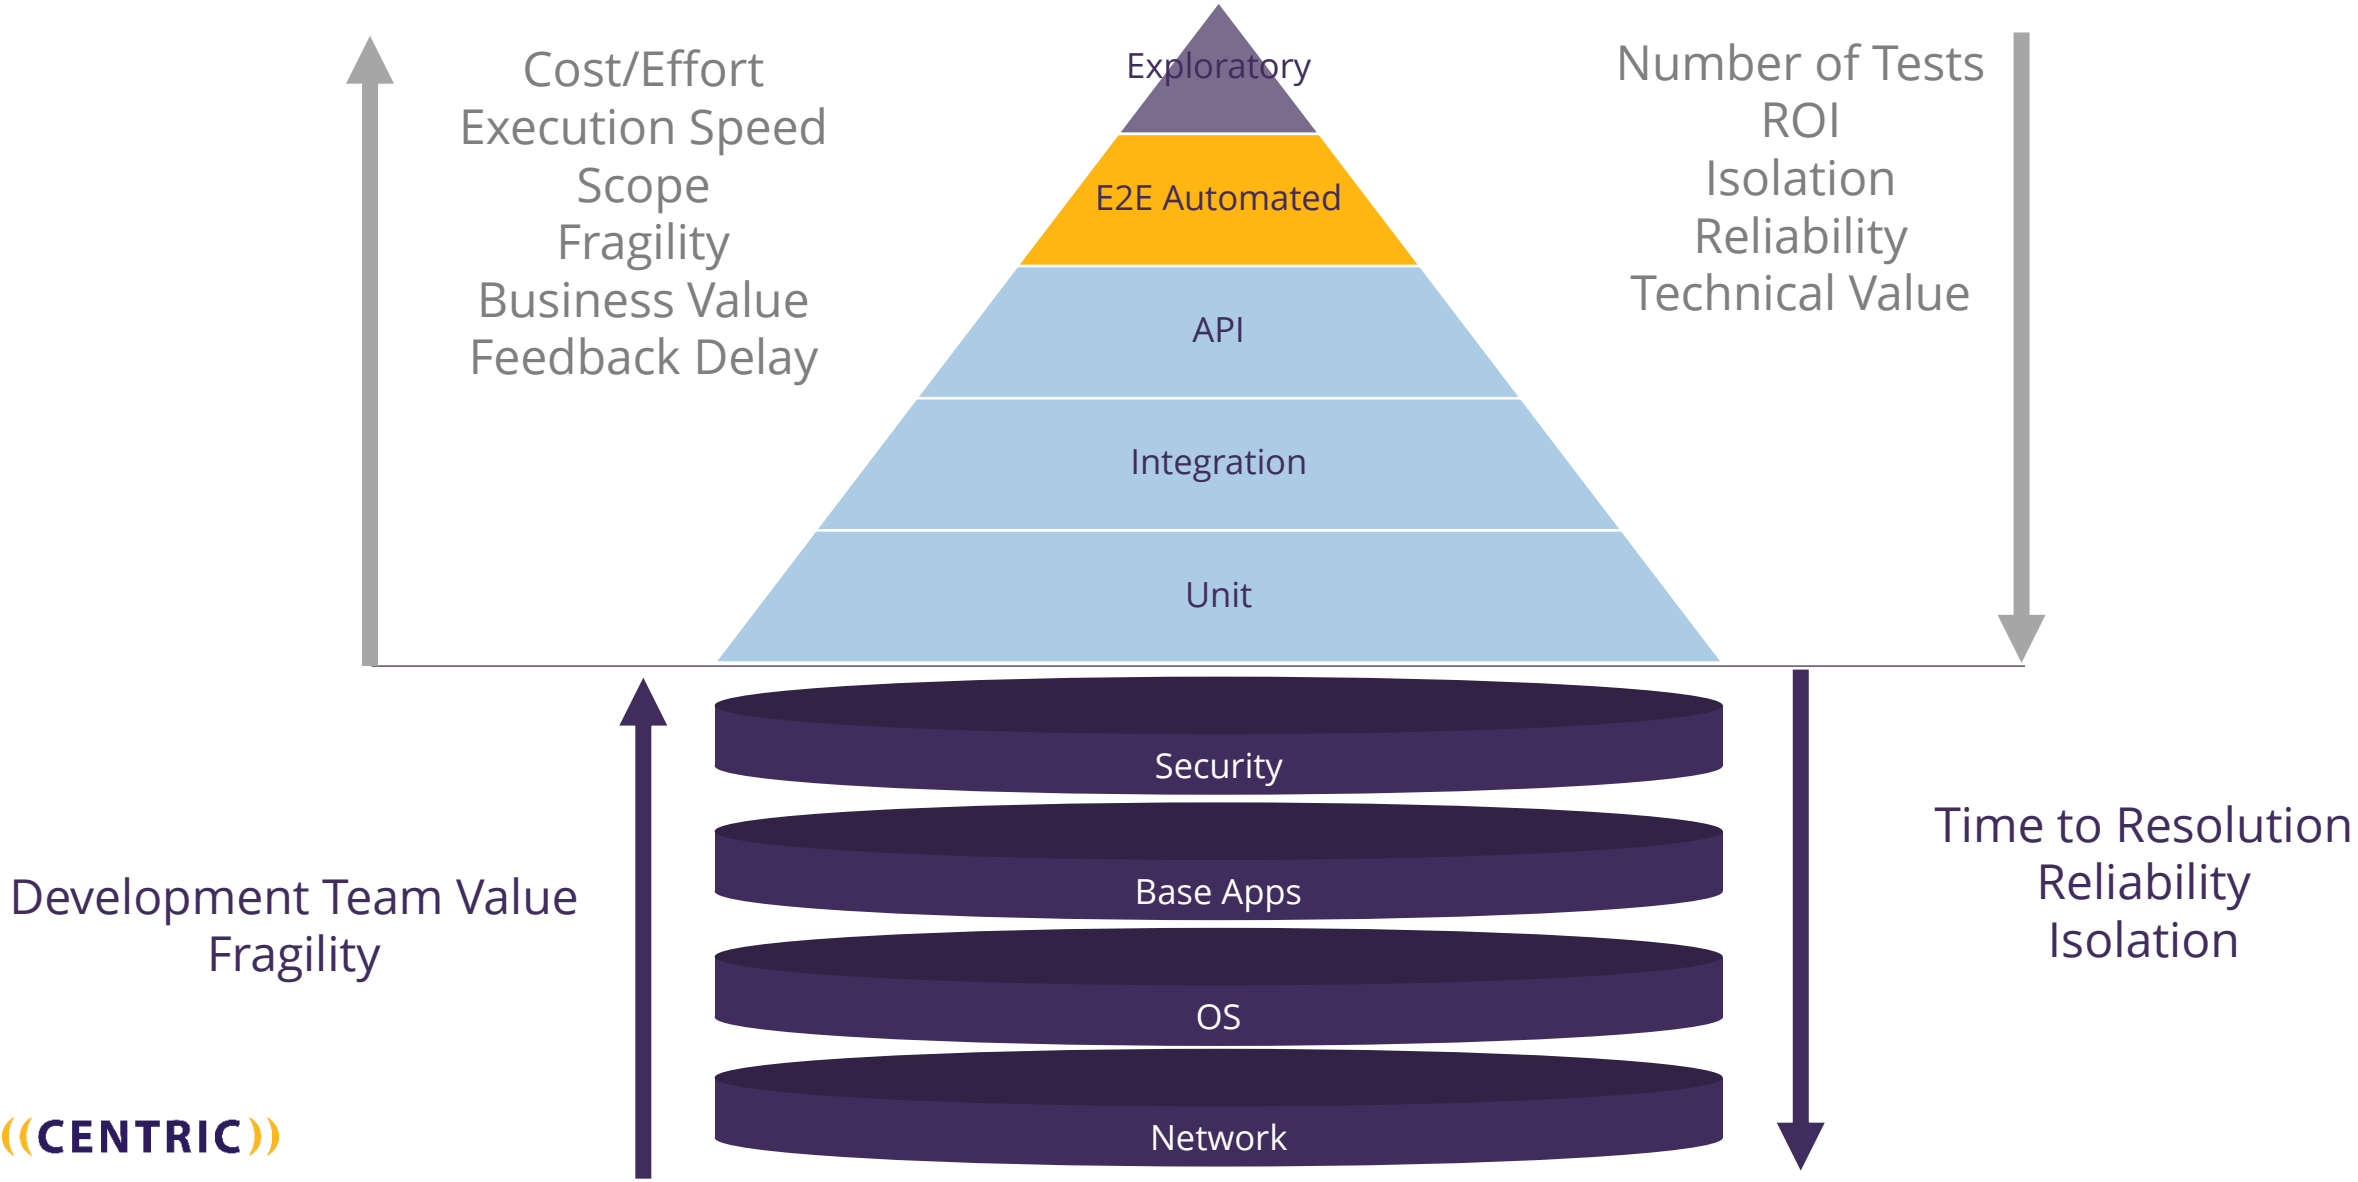 Cost/Effort
Execution Speed
Scope
Fragility
Business Value
Feedback Delay
Exploratory
E2E Automated
API
Integration
Unit
Number of Tests
ROI
Isolation
Reliability
Technical Value
Development Team Value
Fragility
Security
Base Apps
OS
Network
Time to Resolution
Reliability
Isolation
((CENTRIC))